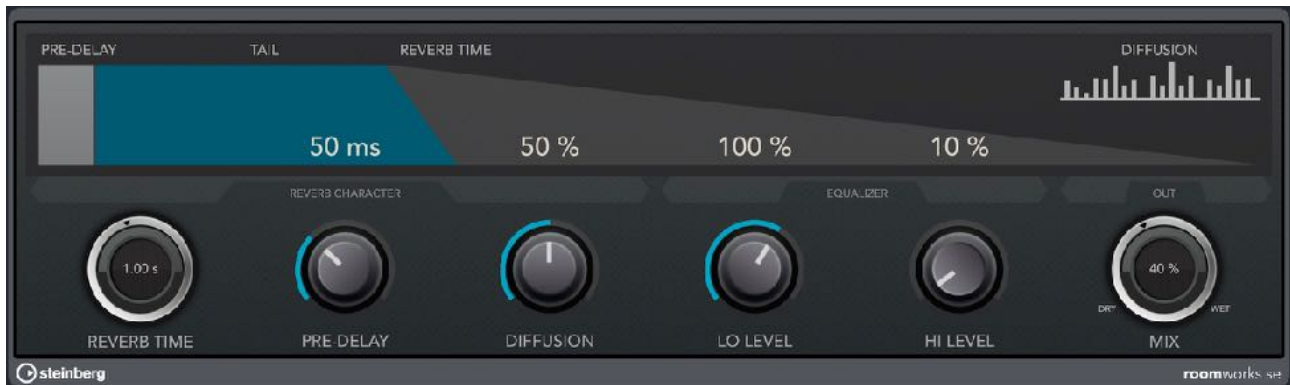 PRE-DELAY TAIL REVERB TIME DIFFUSION
50 ms 50 % 100 % 10 %
REVERB CHARACTER EQUALIZER OUT
1.00 s 40 %
DRY WET
REVERB TIME PRE-DELAY DIFFUSION LO LEVEL HI LEVEL MIX
steinberg roomworks se